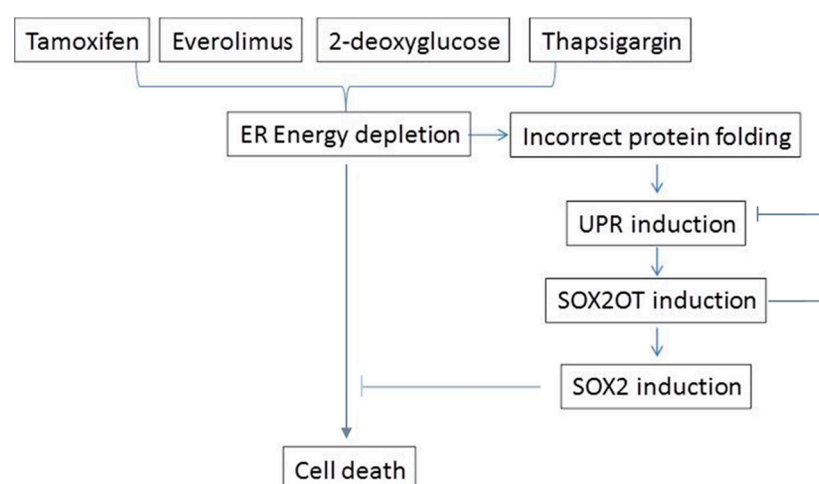 Tamoxifen
Everolimus
2-deoxyglucose
Thapsigargin
ER Energy depletion
Incorrect protein folding
UPR induction
SOX2OT induction
SOX2 induction
Cell death